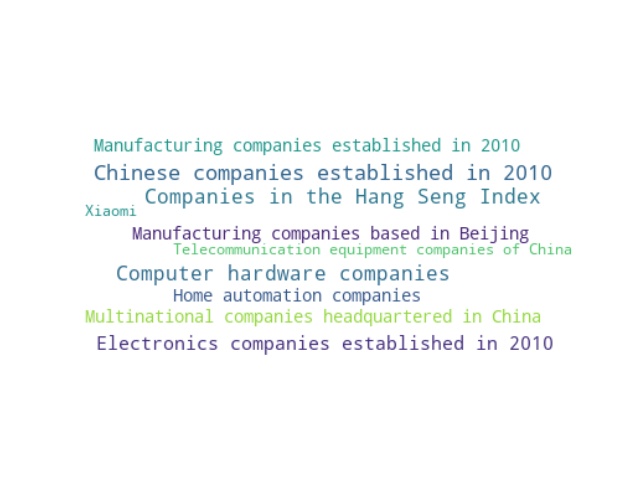 Manufacturing companies established in 2010
Chinese companies established in 2010
Companies in the Hang Seng Index
Xiaomi
Manufacturing companies based in Beijing
Telecommunication equipment companies of China
Computer hardware companies
Home automation companies
Multinational companies headquartered in China
Electronics companies established in 2010